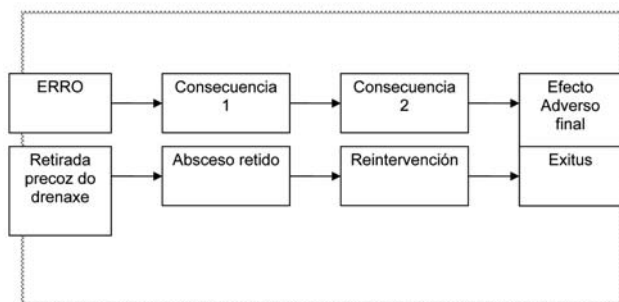 ERRO
Consecuencia
1
Consecuencia
2
Efecto
Adverso
final
Retirada
precoz do
drenaxe
Absceso retido
Reintervención
Exitus